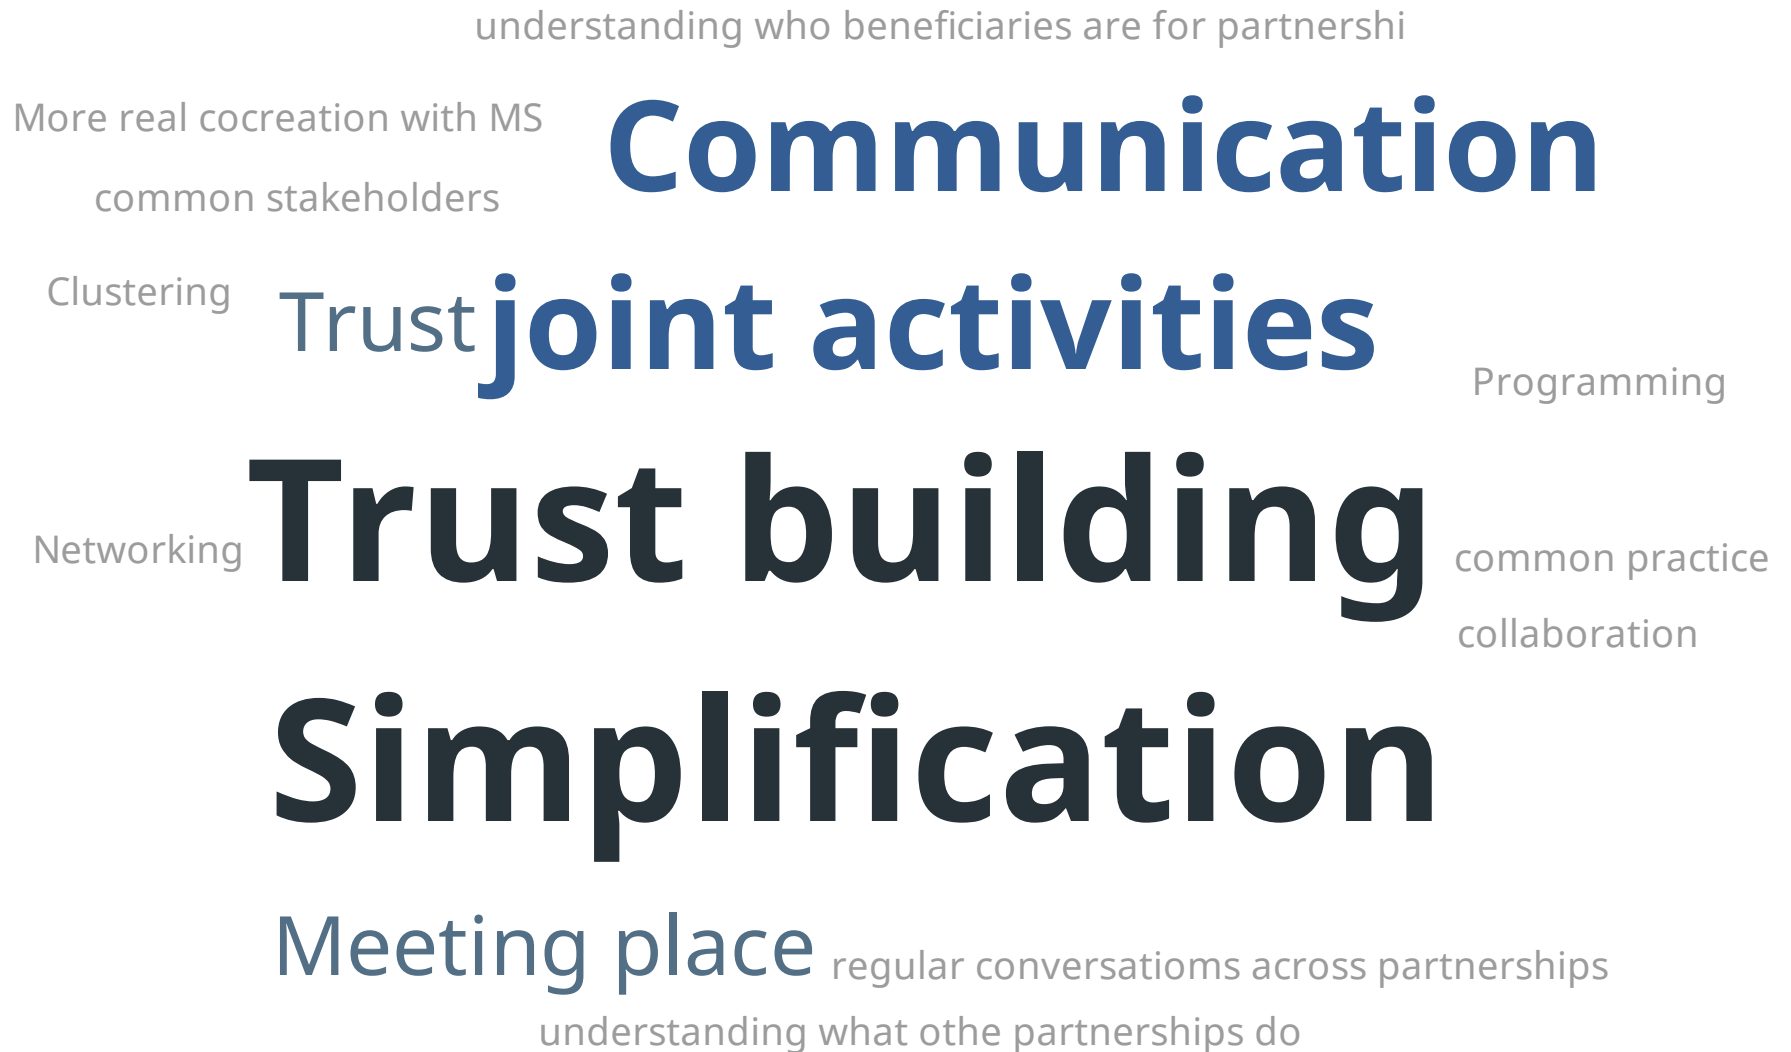 understanding who beneficiaries are for partnershi
More real cocreation with MS
Communication
common stakeholders
Clustering
Trust
joint activities
Programming
Trust building
Networking
common practice
collaboration
Simplification
Meeting place
regular conversatioms across partnerships
understanding what othe partnerships do